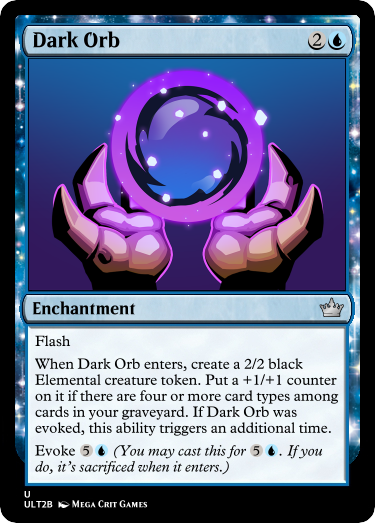 Dark Orb 2
Enchantment
Flash
When Dark Orb enters, create a 2/2 black
Elemental creature token. Put a +1/+1 counter
on it if there are four or more card types among
cards in your graveyard. If Dark Orb was
evoked, this ability triggers an additional time.
Evoke 5 (You may cast this for 5 . If you
do, it's sacrificed when it enters.)
U
ULT2B Mega Crit Games